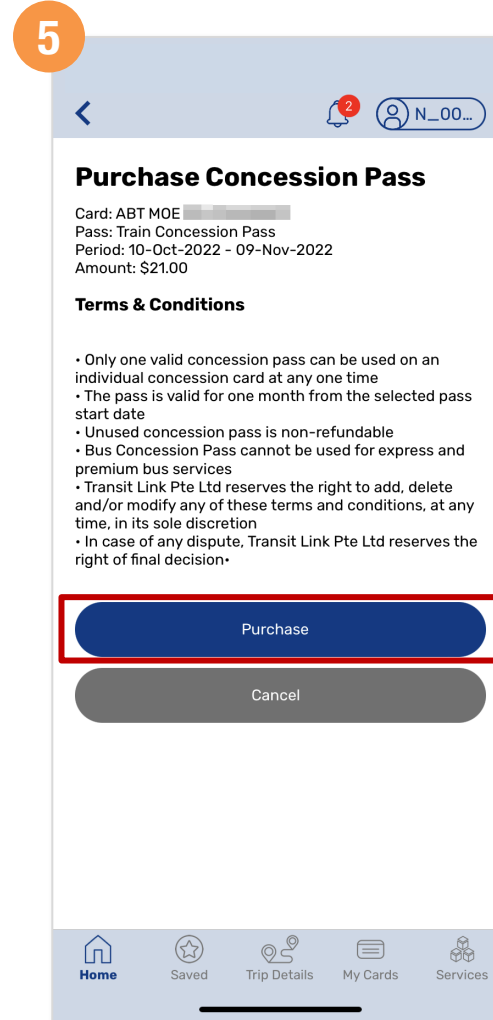 5
2
N_00...
Purchase Concession Pass
Card: ABT MOE
Pass: Train Concession Pass
Period: 10-Oct-2022 - 09-Nov-2022
Amount: $21.00
Terms & Conditions
• Only one valid concession pass can be used on an
individual concession card at any one time
• The pass is valid for one month from the selected pass
start date
• Unused concession pass is non-refundable
• Bus Concession Pass cannot be used for express and
premium bus services
• Transit Link Pte Ltd reserves the right to add, delete
and/or modify any of these terms and conditions, at any
time, in its sole discretion
• In case of any dispute, Transit Link Pte Ltd reserves the
right of final decision•
Purchase
Cancel
Home Saved Trip Details My Cards Services